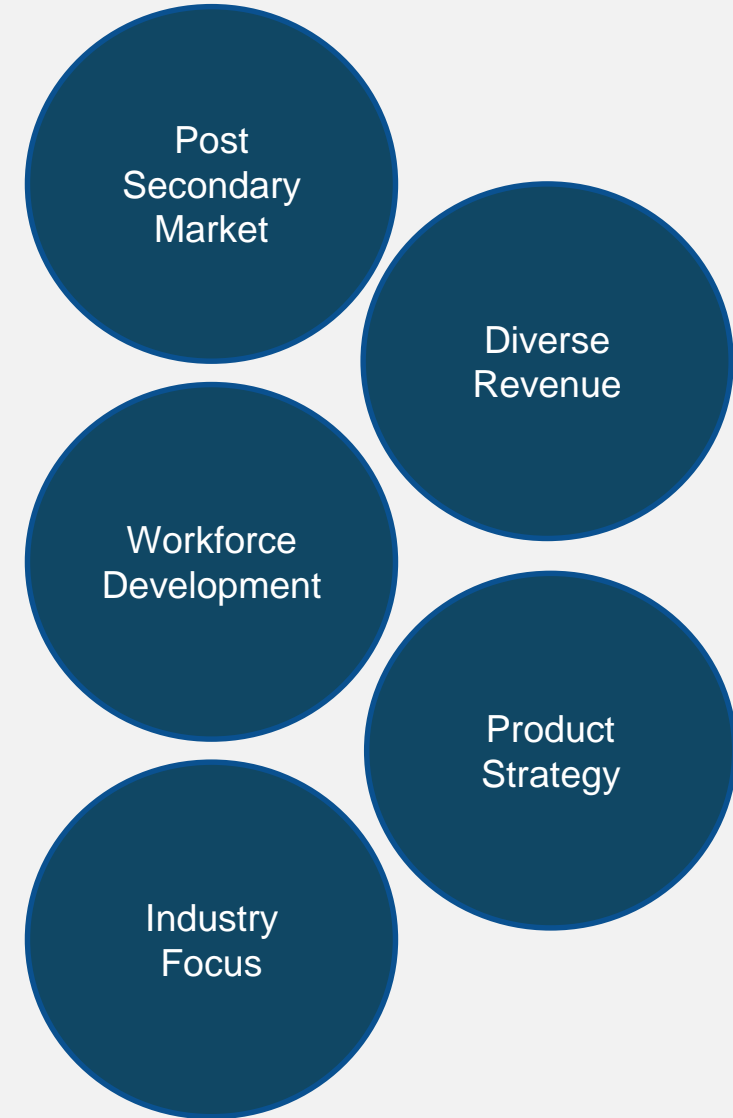 Post
Secondary
Market
Diverse
Revenue
Workforce
Development
Product
Strategy
Industry
Focus